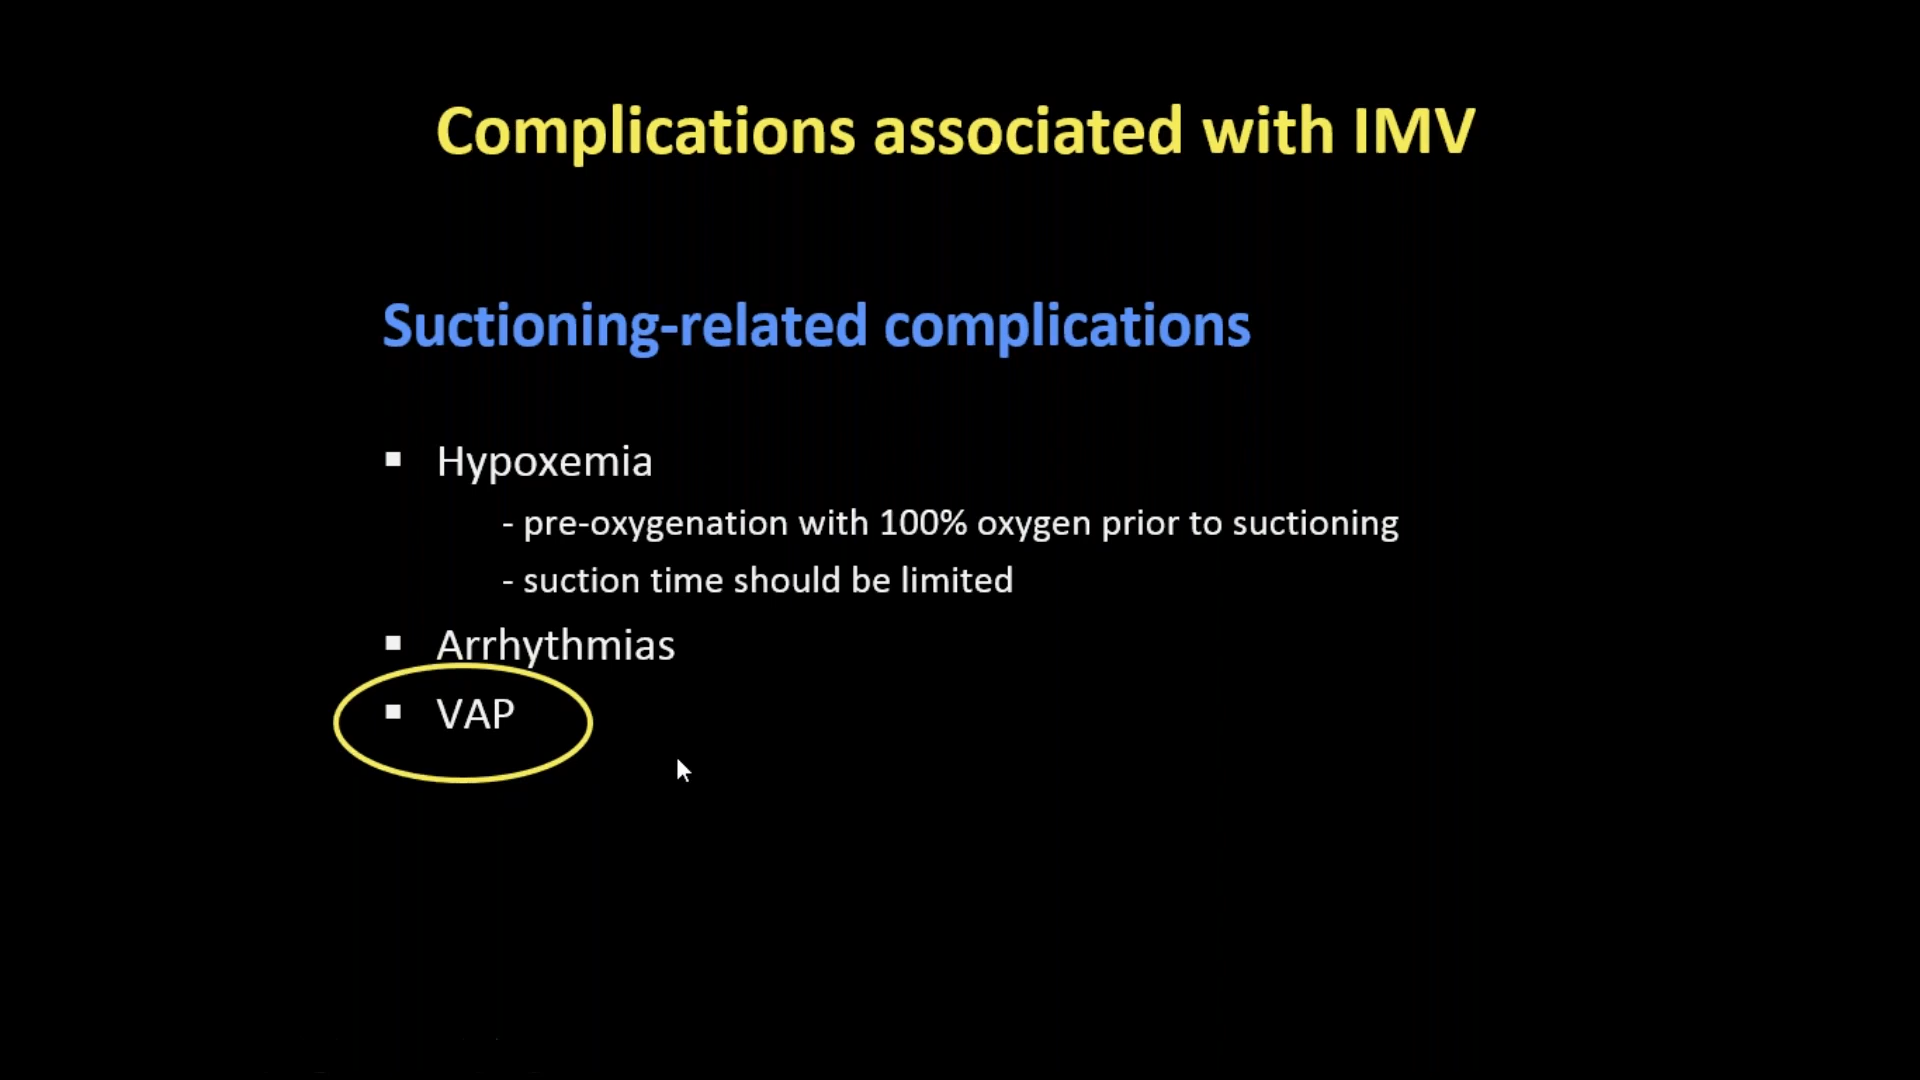 Complications associated with IMV
Suctioning-related complications
▪ Hypoxemia
- pre-oxygenation with 100% oxygen prior to suctioning
- suction time should be limited
▪ Arrhythmias
▪ VAP